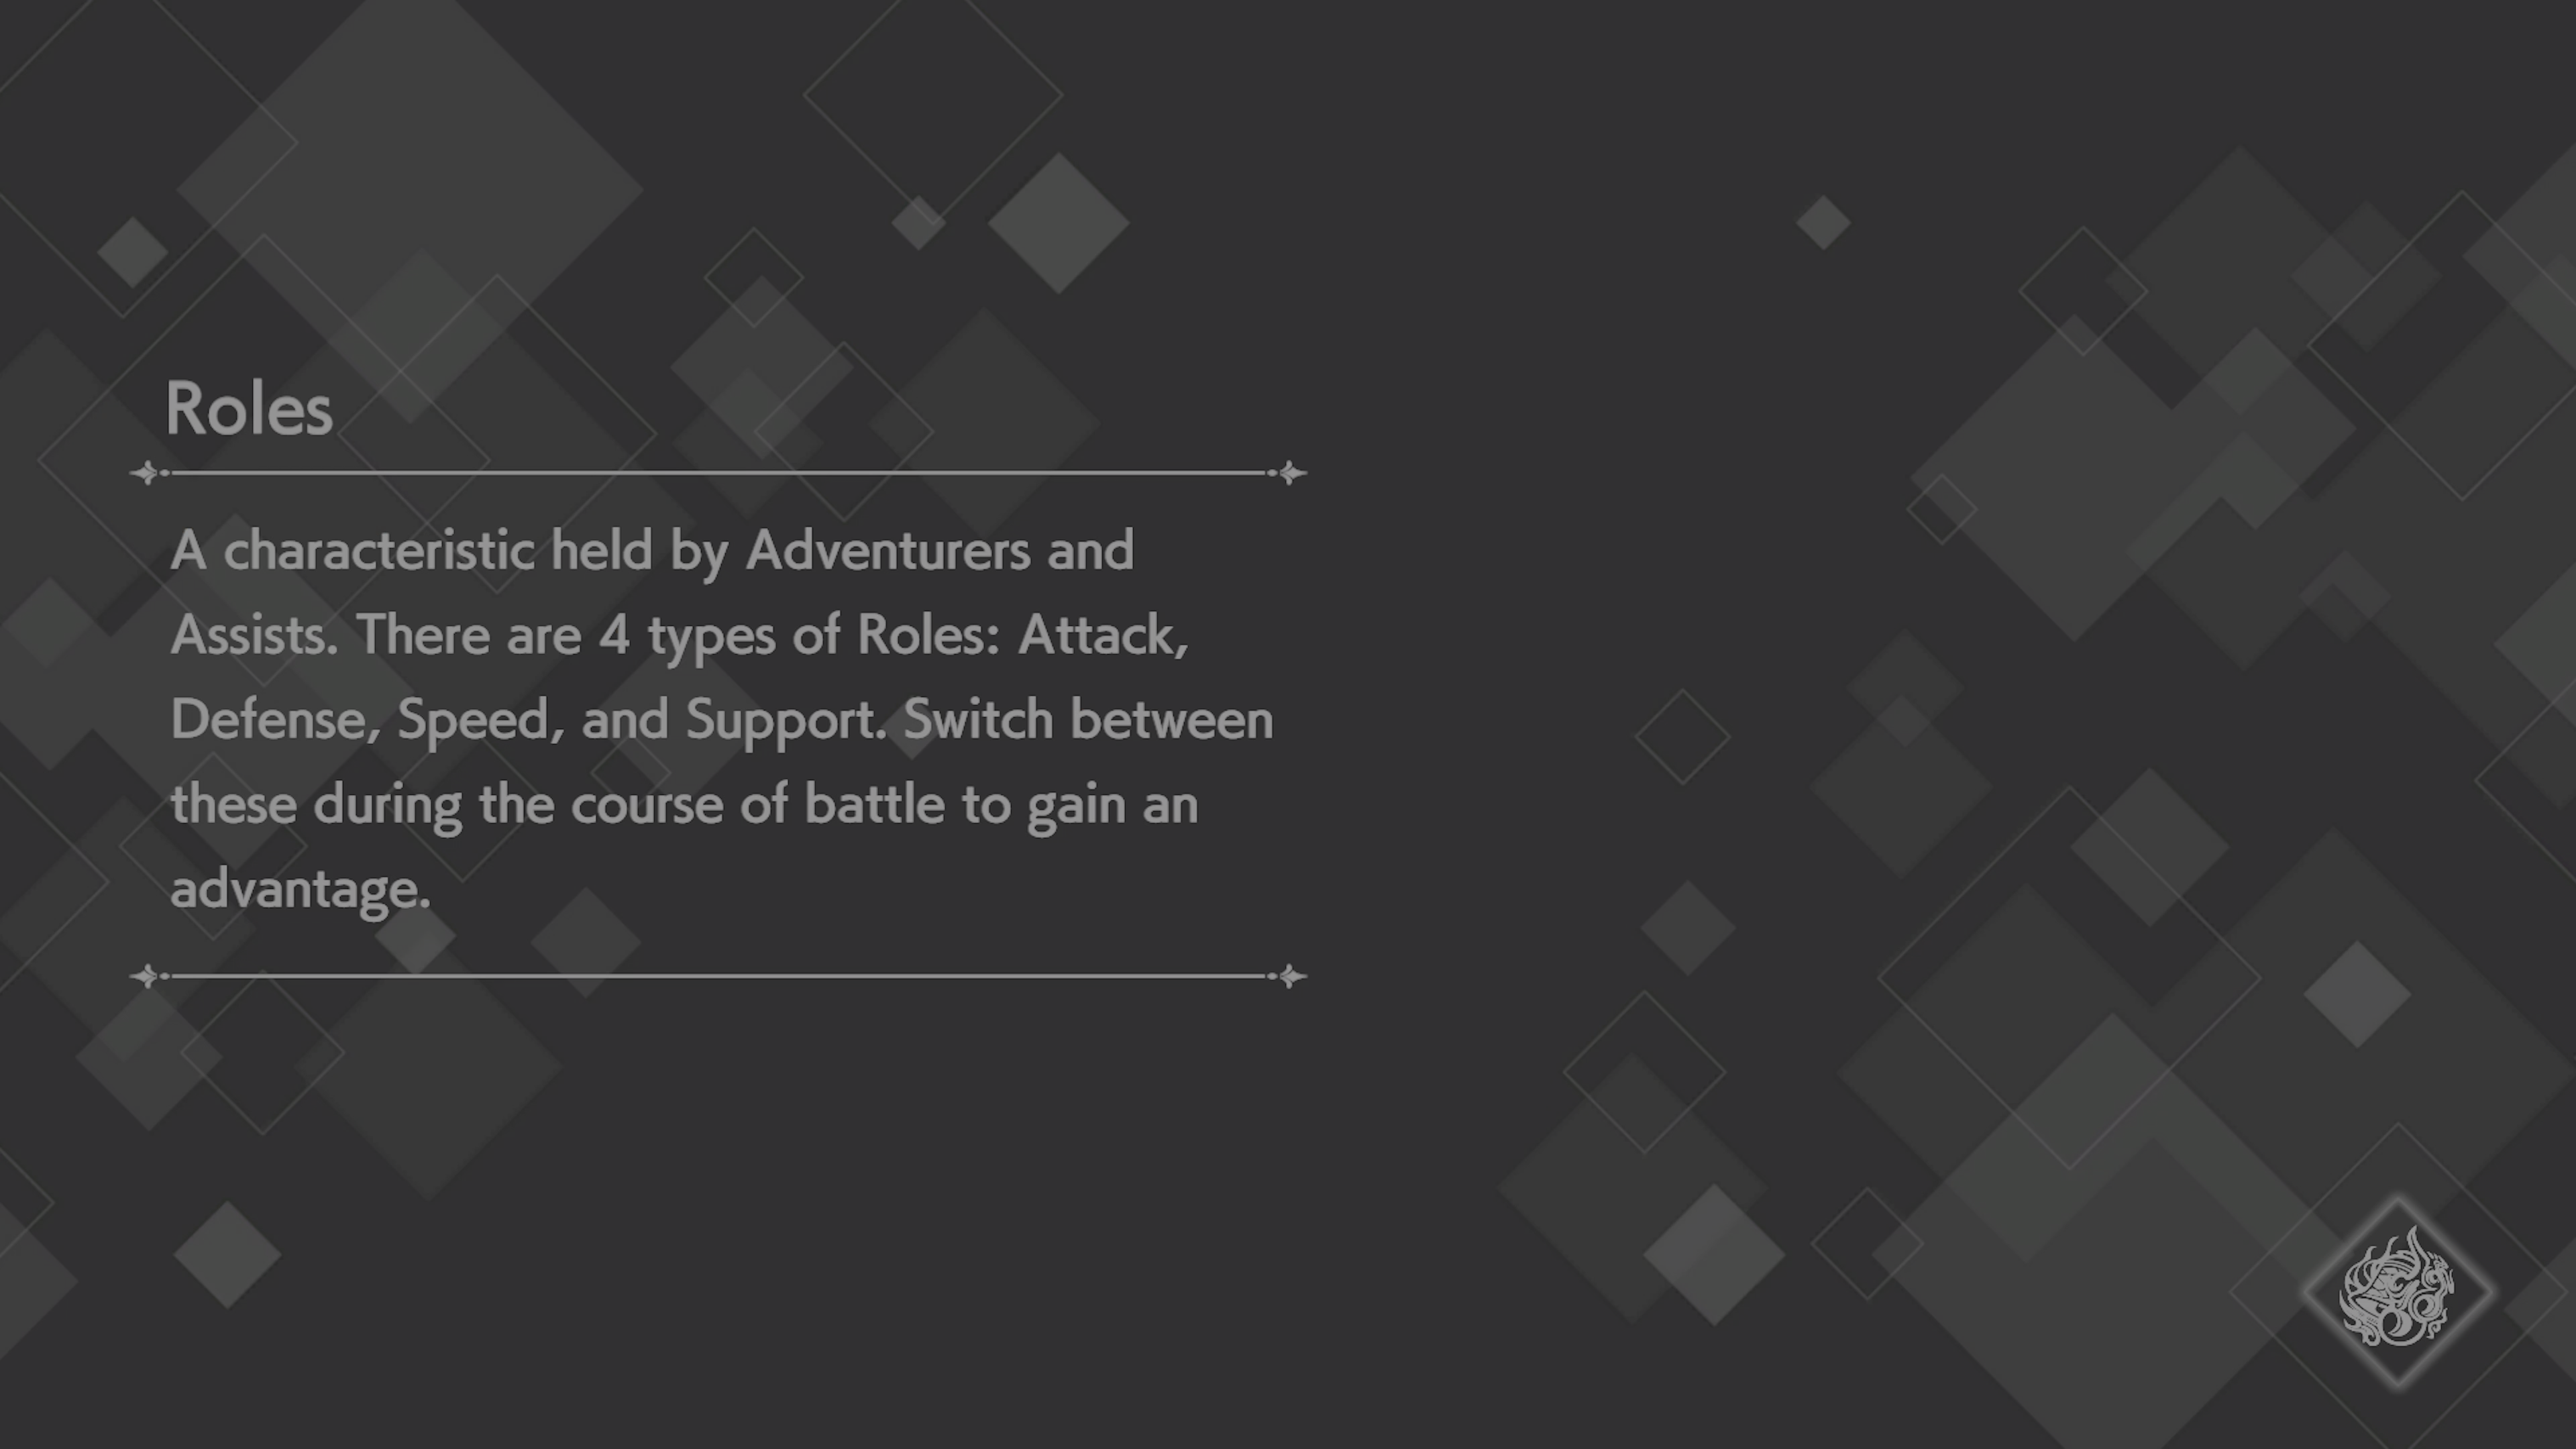 Roles
A characteristic held by Adventurers and
Assists. There are 4 types of Roles: Attack,
Defense, Speed, and Support. Switch between
these during the course of battle to gain an
advantage.